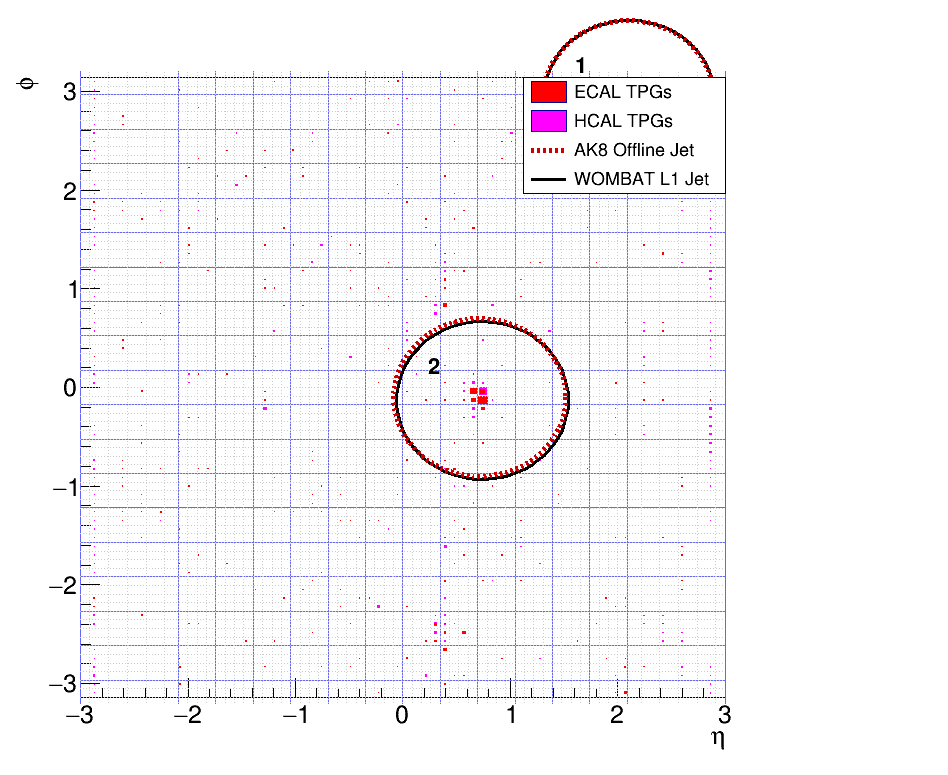 1
ϕ
3
ECAL TPGs
HCAL TPGs
AK8 Offline Jet
WOMBAT L1 Jet
2
1
2
0
−1
−2
−3
−3 −2 −1 0 1 2 3
η